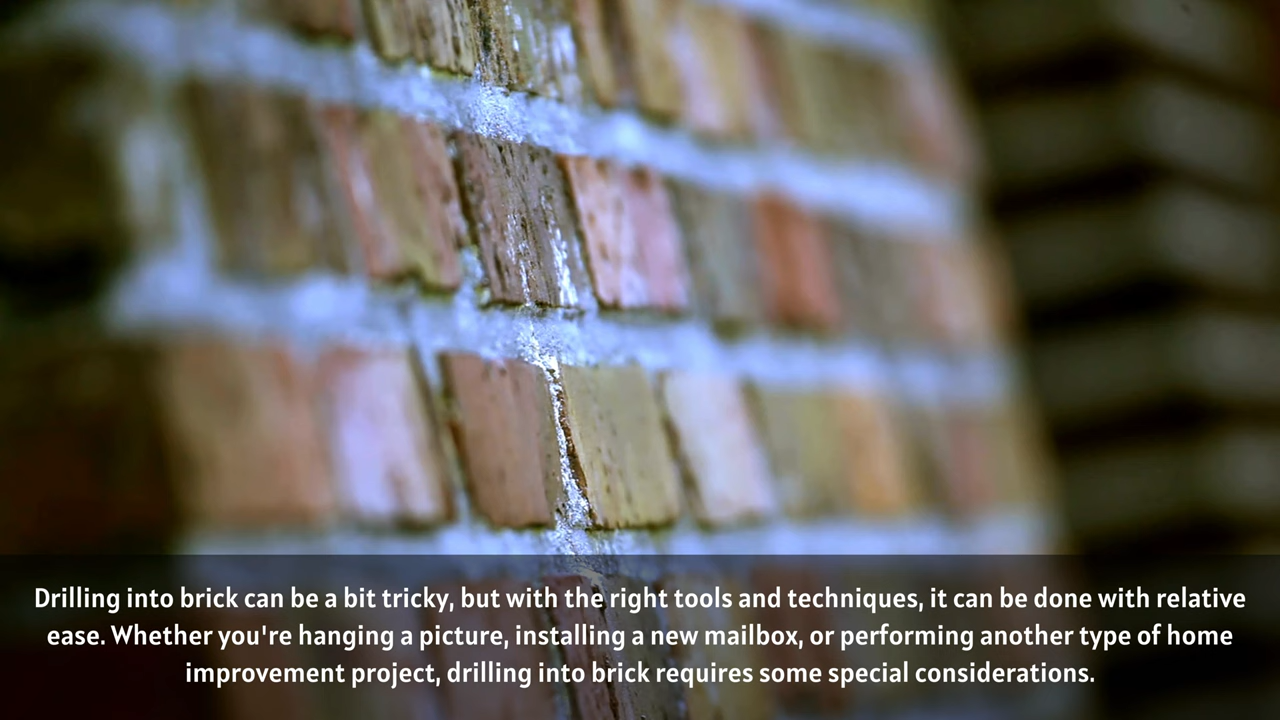 Drilling into brick can be a bit tricky, but with the right tools and techniques, it can be done with relative
ease. Whether you're hanging a picture, installing a new mailbox, or performing another type of home
improvement project, drilling into brick requires some special considerations.